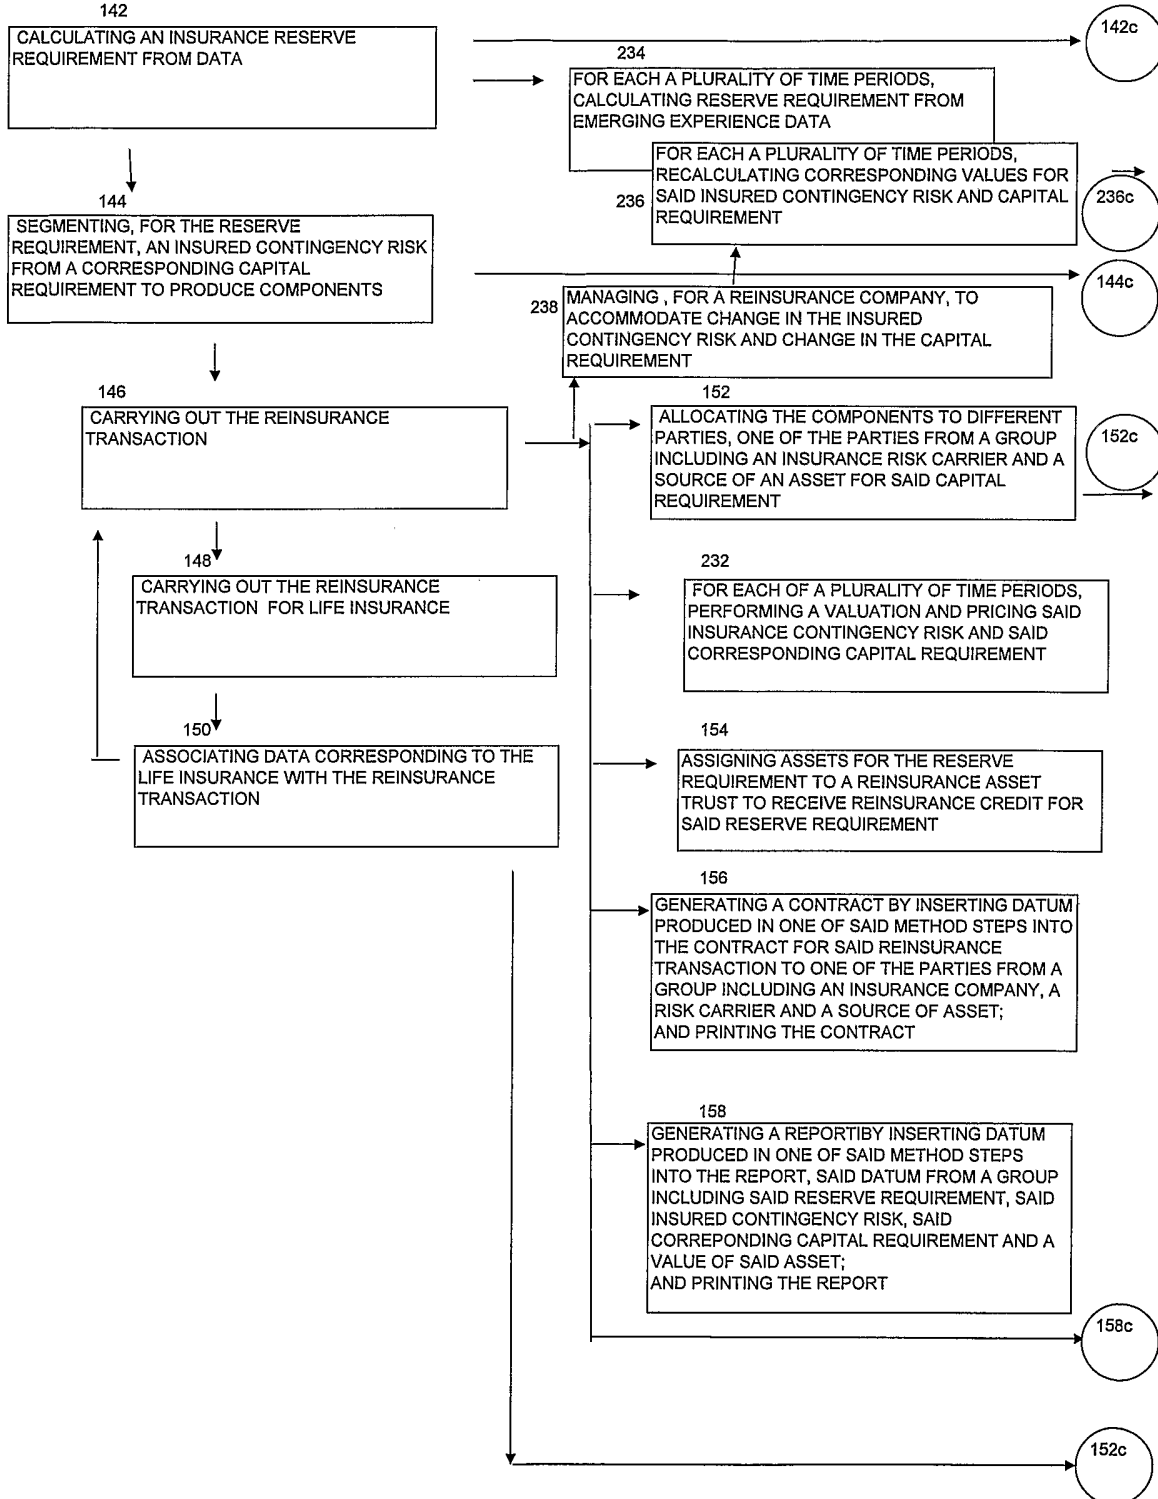 142
CALCULATING AN INSURANCE RESERVE
REQUIREMENT FROM DATA
142c
234
FOR EACH A PLURALITY OF TIME PERIODS,
CALCULATING RESERVE REQUIREMENT FROM
EMERGING EXPERIENCE DATA
FOR EACH A PLURALITY OF TIME PERIODS,
RECALCULATING CORRESPONDING VALUES FOR
SAID INSURED CONTINGENCY RISK AND CAPITAL
REQUIREMENT
236
236c
144
SEGMENTING, FOR THE RESERVE
REQUIREMENT, AN INSURED CONTINGENCY RISK
FROM A CORRESPONDING CAPITAL
REQUIREMENT TO PRODUCE COMPONENTS
144c
238
MANAGING , FOR A REINSURANCE COMPANY, TO
ACCOMMODATE CHANGE IN THE INSURED
CONTINGENCY RISK AND CHANGE IN THE CAPITAL
REQUIREMENT
146
CARRYING OUT THE REINSURANCE
TRANSACTION
152
ALLOCATING THE COMPONENTS TO DIFFERENT
PARTIES, ONE OF THE PARTIES FROM A GROUP
INCLUDING AN INSURANCE RISK CARRIER AND A
SOURCE OF AN ASSET FOR SAID CAPITAL
REQUIREMENT
152c
148
CARRYING OUT THE REINSURANCE
TRANSACTION FOR LIFE INSURANCE
232
FOR EACH OF A PLURALITY OF TIME PERIODS,
PERFORMING A VALUATION AND PRICING SAID
INSURANCE CONTINGENCY RISK AND SAID
CORRESPONDING CAPITAL REQUIREMENT
150
ASSOCIATING DATA CORRESPONDING TO THE
LIFE INSURANCE WITH THE REINSURANCE
TRANSACTION
154
ASSIGNING ASSETS FOR THE RESERVE
REQUIREMENT TO A REINSURANCE ASSET
TRUST TO RECEIVE REINSURANCE CREDIT FOR
SAID RESERVE REQUIREMENT
156
GENERATING A CONTRACT BY INSERTING DATUM
PRODUCED IN ONE OF SAID METHOD STEPS INTO
THE CONTRACT FOR SAID REINSURANCE
TRANSACTION TO ONE OF THE PARTIES FROM A
GROUP INCLUDING AN INSURANCE COMPANY, A
RISK CARRIER AND A SOURCE OF ASSET;
AND PRINTING THE CONTRACT
158
GENERATING A REPORTIBY INSERTING DATUM
PRODUCED IN ONE OF SAID METHOD STEPS
INTO THE REPORT, SAID DATUM FROM A GROUP
INCLUDING SAID RESERVE REQUIREMENT, SAID
INSURED CONTINGENCY RISK, SAID
CORREPONDING CAPITAL REQUIREMENT AND A
VALUE OF SAID ASSET;
AND PRINTING THE REPORT
158c
152c